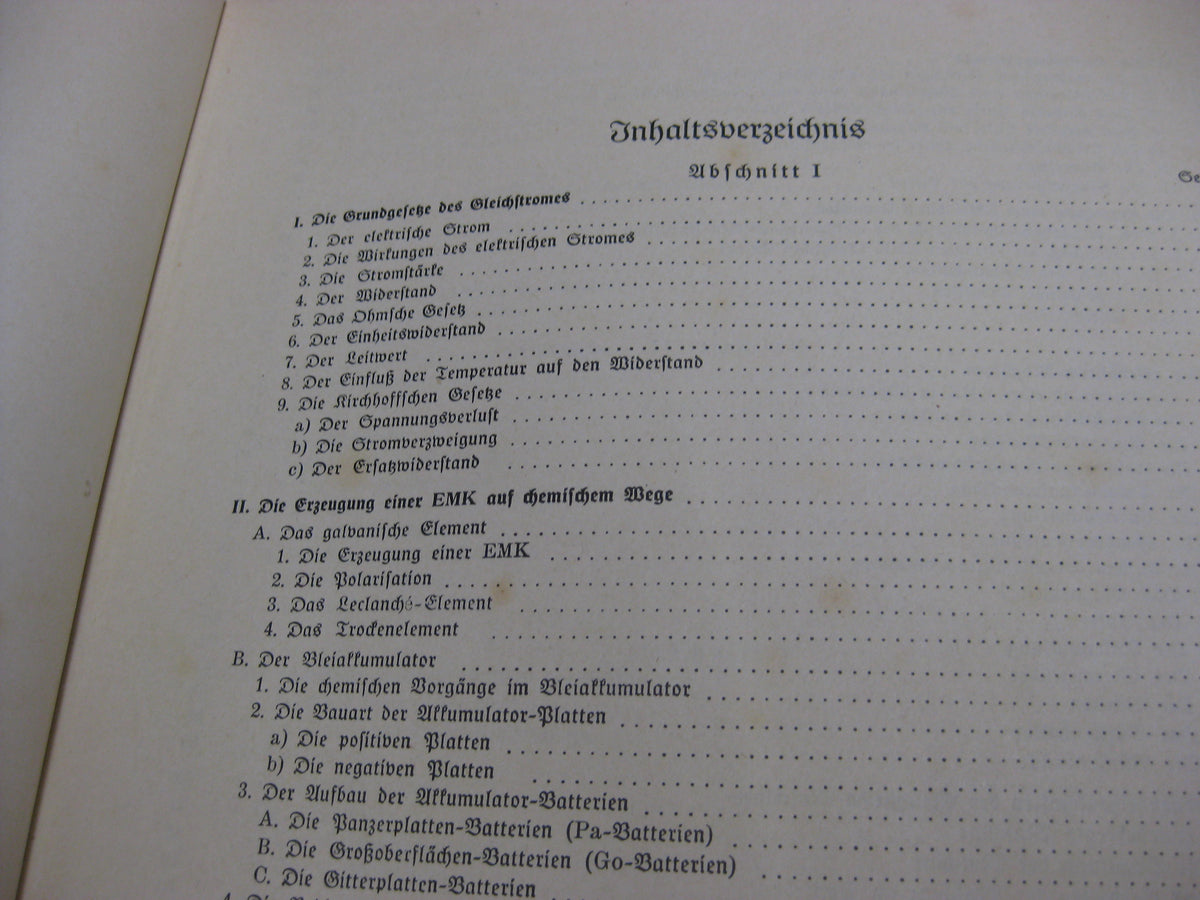 Inhaltsverzeichnis
Abschnitt I
I. Die Grundgesetze des Gleichstromes
1. Der elektrische Strom
2. Die Wirkungen des elektrischen Stromes
3. Die Stromstärke
4. Der Widerstand
5. Das Ohmsche Gesetz
6. Der Einheitswiderstand
7. Der Leitwert
8. Der Einfluß der Temperatur auf den Widerstand
9. Die Kirchhoffschen Gesetze
a) Der Spannungsverlust
b) Die Stromverzweigung
c) Der Ersatzwiderstand
II. Die Erzeugung einer EMK auf chemischem Wege
A. Das galvanische Element
1. Die Erzeugung einer EMK
2. Die Polarisation
3. Das Leclanché-Element
4. Das Trockenelement
B. Der Bleiakkumulator
1. Die chemischen Vorgänge im Bleiakkumulator
2. Die Bauart der Akkumulator-Platten
a) Die positiven Platten
b) Die negativen Platten
3. Der Aufbau der Akkumulator-Batterien
A. Die Panzerplatten-Batterien (Pa-Batterien)
B. Die Großoberflächen-Batterien (Go-Batterien)
C. Die Gitterplatten-Batterien